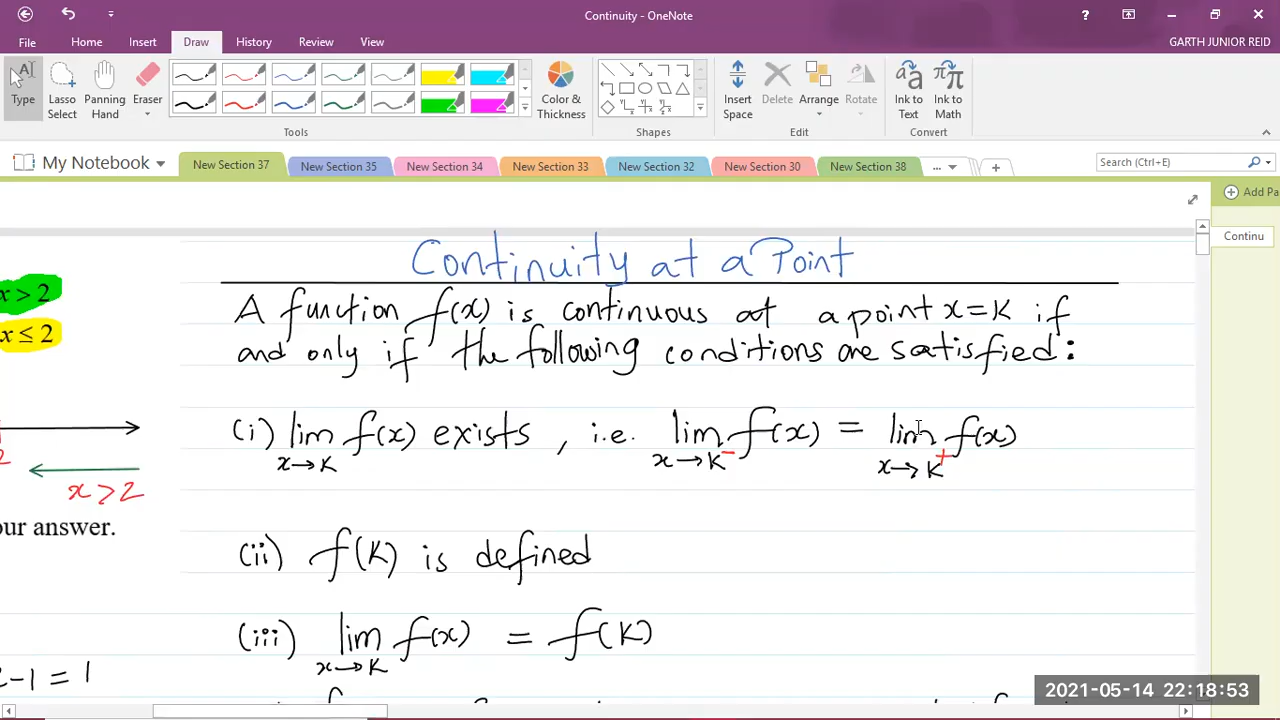 Continuity - OneNote
?
File
Home
Insert
Draw
History
Review
View
GARTH JUNIOR REID
Type
Lasso Select
Panning Hand
Eraser
Color & Thickness
Insert Space
Delete
Arrange
Rotate
Ink to Text
Ink to Math
Tools
Shapes
Edit
Convert
My Notebook
New Section 37
New Section 35
New Section 34
New Section 33
New Section 32
New Section 30
New Section 38
...
Search (Ctrl+E)
Add Pa
Continu
Continuity at a Point
x > 2
x ≤ 2
A function f(x) is continuous at a point x=K if
and only if the following conditions are satisfied:
(i) lim x→K f(x) exists, i.e. lim x→K⁻ f(x) = lim x→K⁺ f(x)
2
x > 2
our answer.
(ii) f(K) is defined
(iii) lim x→K f(x) = f(K)
-1 = 1
2021-05-14 22:18:53